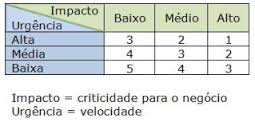 Impacto Baixo Médio Alto
Urgência
Alta 3 2 1
Média 4 3 2
Baixa 5 4 3
Impacto = criticidade para o negócio
Urgência = velocidade